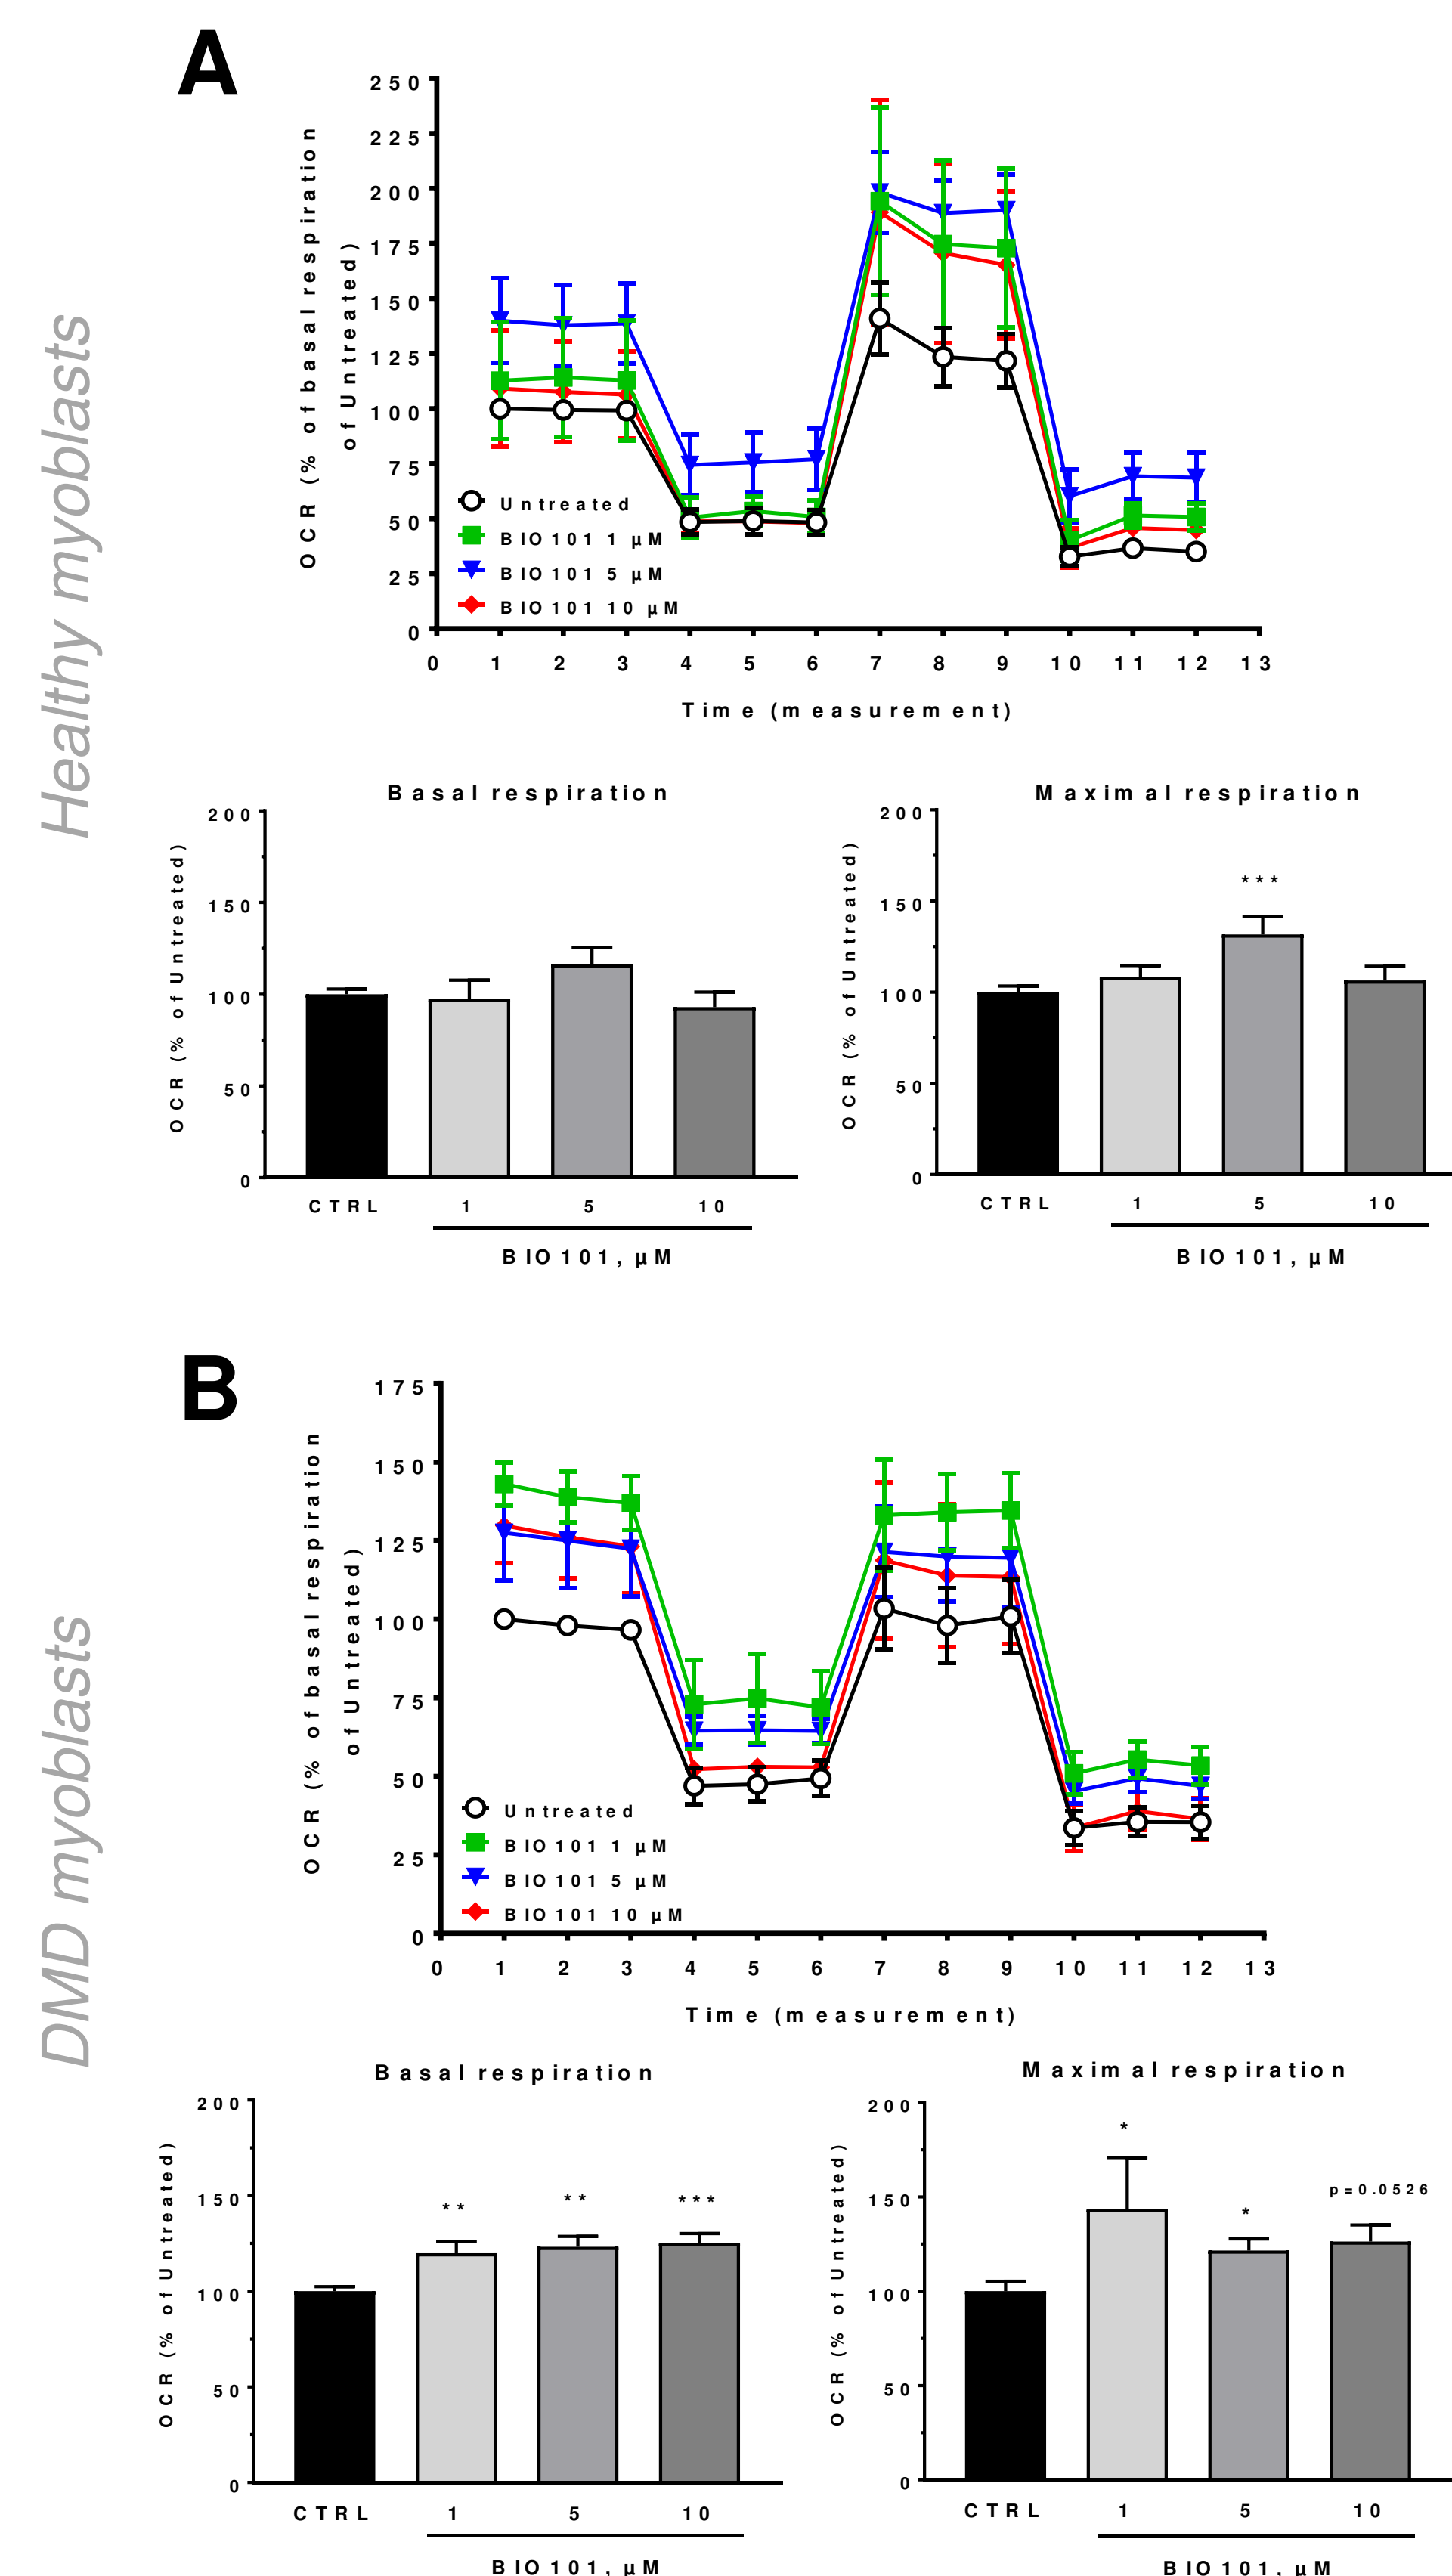 A
Healthy myoblasts
OCR (% of basal respiration
of Untreated)
250
225
200
175
150
125
100
75
50
25
0
Untreated
BIO101 1 µM
BIO101 5 µM
BIO101 10 µM
0 1 2 3 4 5 6 7 8 9 10 11 12 13
Time (measurement)
Basal respiration
OCR (% of Untreated)
200
150
100
50
0
CTRL 1 5 10
BIO101, µM
Maximal respiration
OCR (% of Untreated)
200
150
100
50
0
***
CTRL 1 5 10
BIO101, µM
B
DMD myoblasts
OCR (% of basal respiration
of Untreated)
175
150
125
100
75
50
25
0
Untreated
BIO101 1 µM
BIO101 5 µM
BIO101 10 µM
0 1 2 3 4 5 6 7 8 9 10 11 12 13
Time (measurement)
Basal respiration
OCR (% of Untreated)
200
150
100
50
0
** ** ***
CTRL 1 5 10
BIO101, µM
Maximal respiration
OCR (% of Untreated)
200
150
100
50
0
* * p=0.0526
CTRL 1 5 10
BIO101, µM